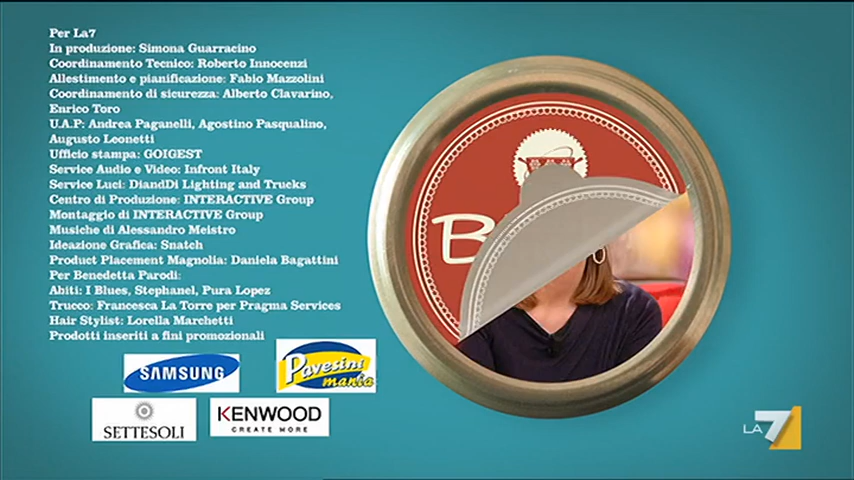 Per La7
In produzione: Simona Guarracino
Coordinamento Tecnico: Roberto Innocenzi
Allestimento e pianificazione: Fabio Mazzolini
Coordinamento di sicurezza: Alberto Clavarino,
Enrico Toro
U.A.P: Andrea Paganelli, Agostino Pasqualino,
Augusto Leonetti
Ufficio stampa: GOIGEST
Service Audio e Video: Infront Italy
Service Luci: DiandDi Lighting and Trucks
Centro di Produzione: INTERACTIVE Group
Montaggio di INTERACTIVE Group
Musiche di Alessandro Meistro
Ideazione Grafica: Snatch
Product Placement Magnolia: Daniela Bagattini
Per Benedetta Parodi:
Abiti: I Blues, Stephanel, Pura Lopez
Trucco: Francesca La Torre per Pragma Services
Hair Stylist: Lorella Marchetti
Prodotti inseriti a fini promozionali
SAMSUNG
Pavesini
mania
SETTESOLI
KENWOOD
CREATE MORE
B
LA7